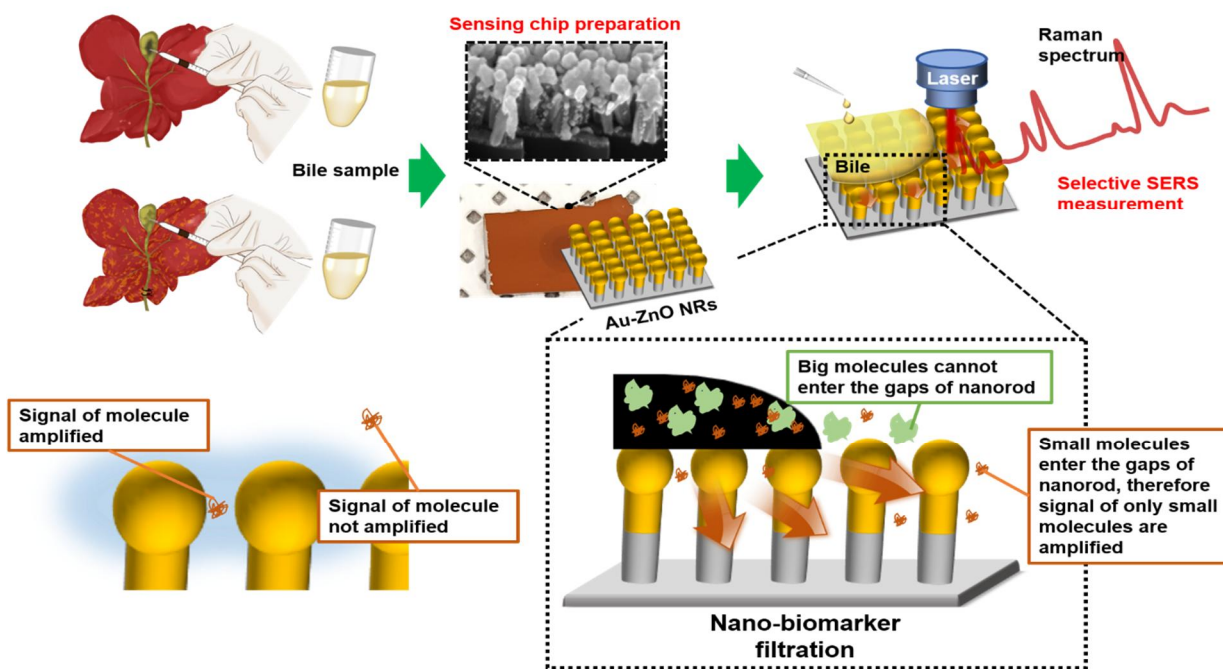 Sensing chip preparation
Bile sample
Au-ZnO NRs
Raman
spectrum
Laser
Bile
Selective SERS
measurement
Signal of molecule
amplified
Signal of molecule
not amplified
Big molecules cannot
enter the gaps of nanorod
Small molecules
enter the gaps of
nanorod, therefore
signal of only small
molecules are
amplified
Nano-biomarker
filtration